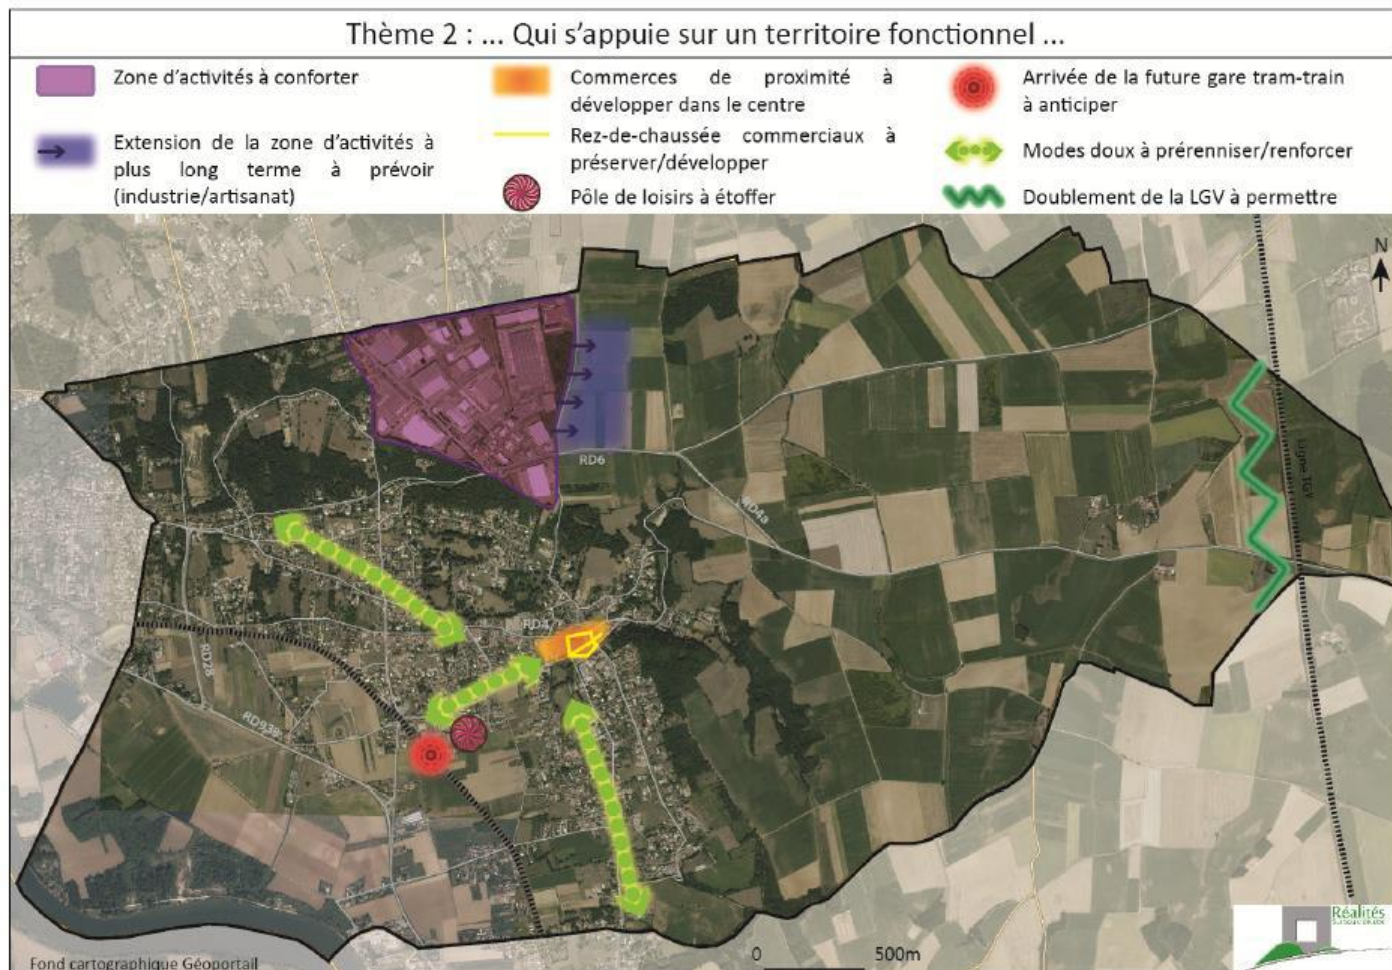 Thème 2 : ... Qui s'appuie sur un territoire fonctionnel ...
Zone d'activités à conforter
Extension de la zone d'activités à
plus long terme à prévoir
(industrie/artisanat)
Commerces de proximité à
développer dans le centre
Rez-de-chaussée commerciaux à
préserver/développer
Pôle de loisirs à étoffer
Arrivée de la future gare tram-train
à anticiper
Modes doux à prérenniser/renforcer
Doublement de la LGV à permettre
N
RD6
RD4a
Ligne LGV
RD4
RD28
RD939
Réalités
0 500m
Fond cartographique Géoportail